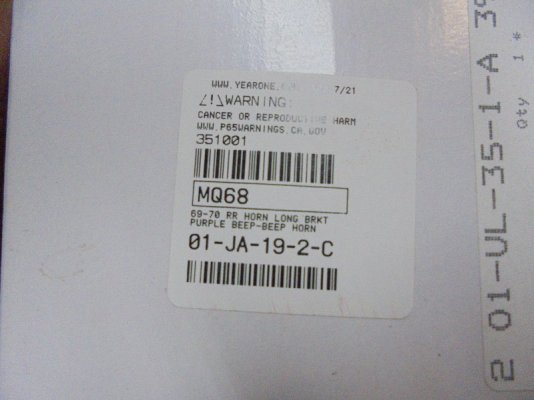 WWW.YEARONE. 7/21
WARNING:
CANCER OR REPRODUCTIVE HARM
WWW.P65WARNINGS.CA.GOV
351001
MQ68
69-70 RR HORN LONG BRKT
PURPLE BEEP-BEEP HORN
01-JA-19-2-C
2 01-UL-35-1-A
Qty 1 *